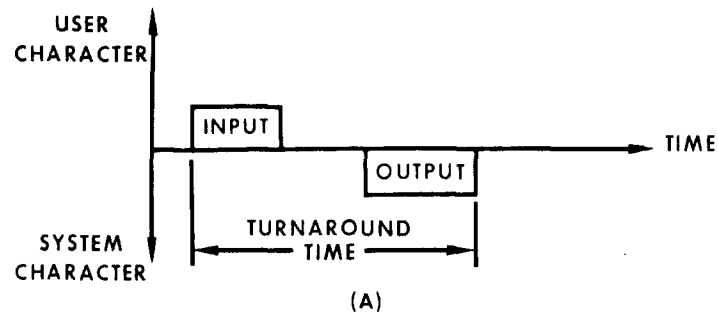 USER
CHARACTER
INPUT
TIME
OUTPUT
TURNAROUND
TIME
SYSTEM
CHARACTER
(A)